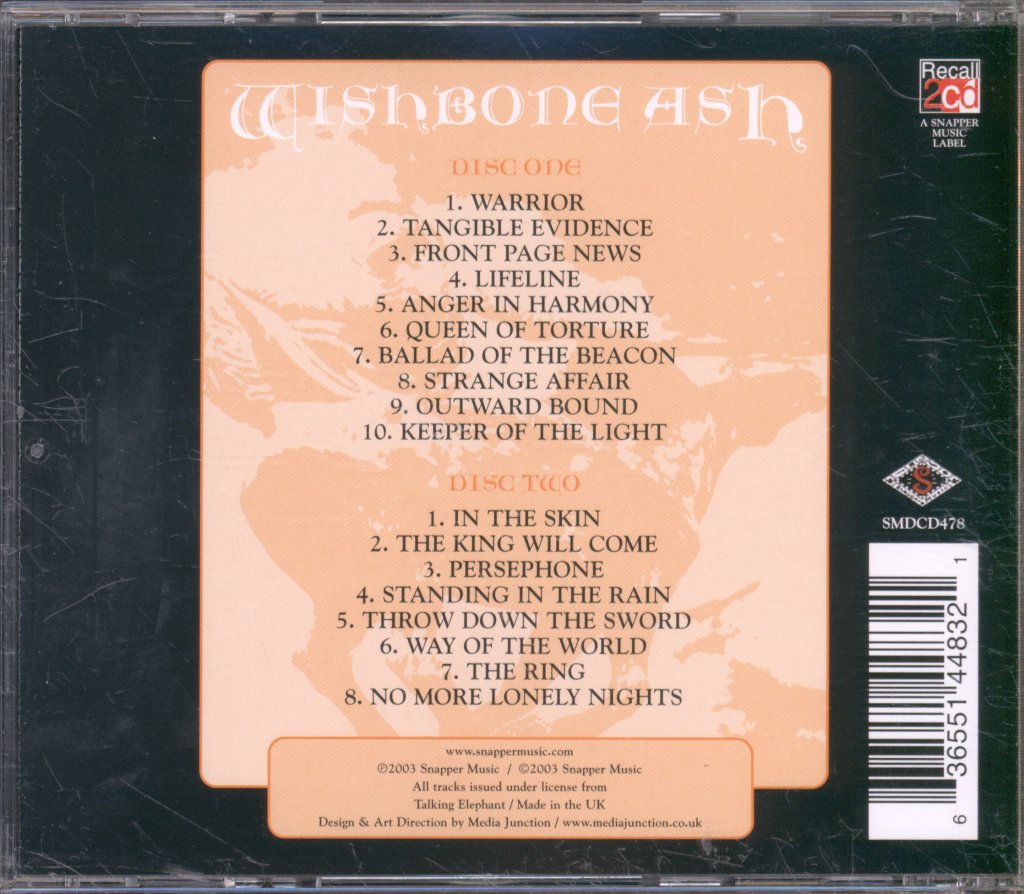 WISHBONE ASH
DISC ONE
1. WARRIOR
2. TANGIBLE EVIDENCE
3. FRONT PAGE NEWS
4. LIFELINE
5. ANGER IN HARMONY
6. QUEEN OF TORTURE
7. BALLAD OF THE BEACON
8. STRANGE AFFAIR
9. OUTWARD BOUND
10. KEEPER OF THE LIGHT
DISC TWO
1. IN THE SKIN
2. THE KING WILL COME
3. PERSEPHONE
4. STANDING IN THE RAIN
5. THROW DOWN THE SWORD
6. WAY OF THE WORLD
7. THE RING
8. NO MORE LONELY NIGHTS
www.snappermusic.com
℗2003 Snapper Music / ©2003 Snapper Music
All tracks issued under license from
Talking Elephant / Made in the UK
Design & Art Direction by Media Junction / www.mediajunction.co.uk
Recall
2cd
A SNAPPER
MUSIC
LABEL
S
SMDCD478
6 36551 44832 1